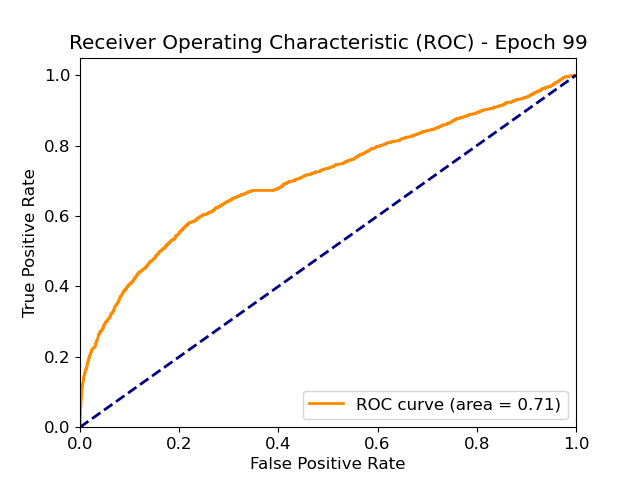 Receiver Operating Characteristic (ROC) - Epoch 99
True Positive Rate
1.0
0.8
0.6
0.4
0.2
0.0
ROC curve (area = 0.71)
0.0 0.2 0.4 0.6 0.8 1.0
False Positive Rate